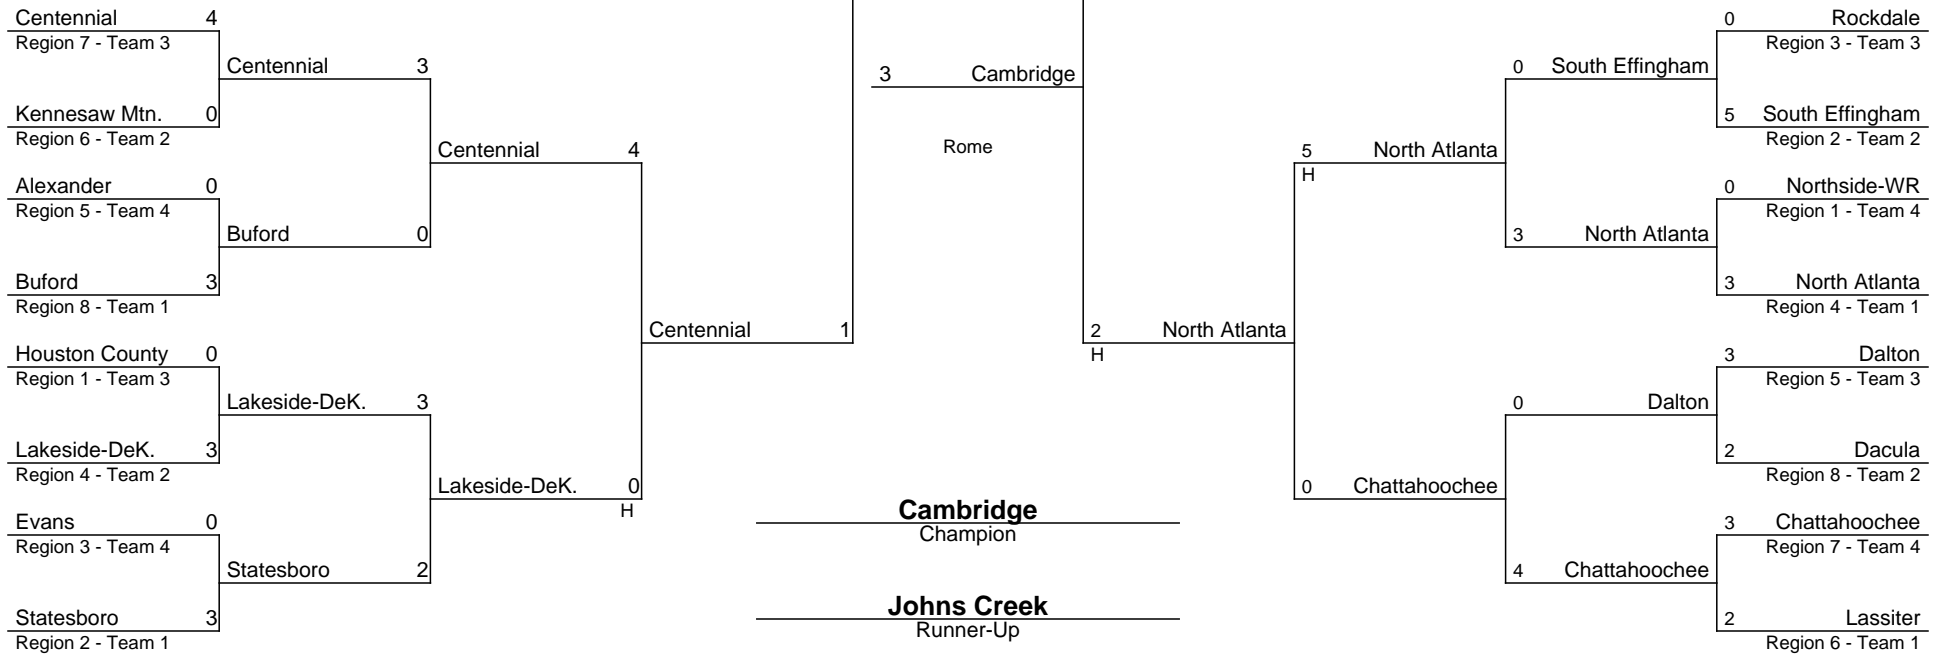 Centennial 4
Region 7 - Team 3
Kennesaw Mtn. 0
Region 6 - Team 2
Alexander 0
Region 5 - Team 4
Buford 3
Region 8 - Team 1
Houston County 0
Region 1 - Team 3
Lakeside-DeK. 3
Region 4 - Team 2
Evans 0
Region 3 - Team 4
Statesboro 3
Region 2 - Team 1
Centennial 3
Buford 0
Lakeside-DeK. 3
Statesboro 2
Centennial 4
Lakeside-DeK. 0
H
Centennial 1
3 Cambridge
Rome
Cambridge
Champion
Johns Creek
Runner-Up
2 North Atlanta
H
5 North Atlanta
H
0 Chattahoochee
0 South Effingham
3 North Atlanta
0 Dalton
4 Chattahoochee
0 Rockdale
Region 3 - Team 3
5 South Effingham
Region 2 - Team 2
0 Northside-WR
Region 1 - Team 4
3 North Atlanta
Region 4 - Team 1
3 Dalton
Region 5 - Team 3
2 Dacula
Region 8 - Team 2
3 Chattahoochee
Region 7 - Team 4
2 Lassiter
Region 6 - Team 1